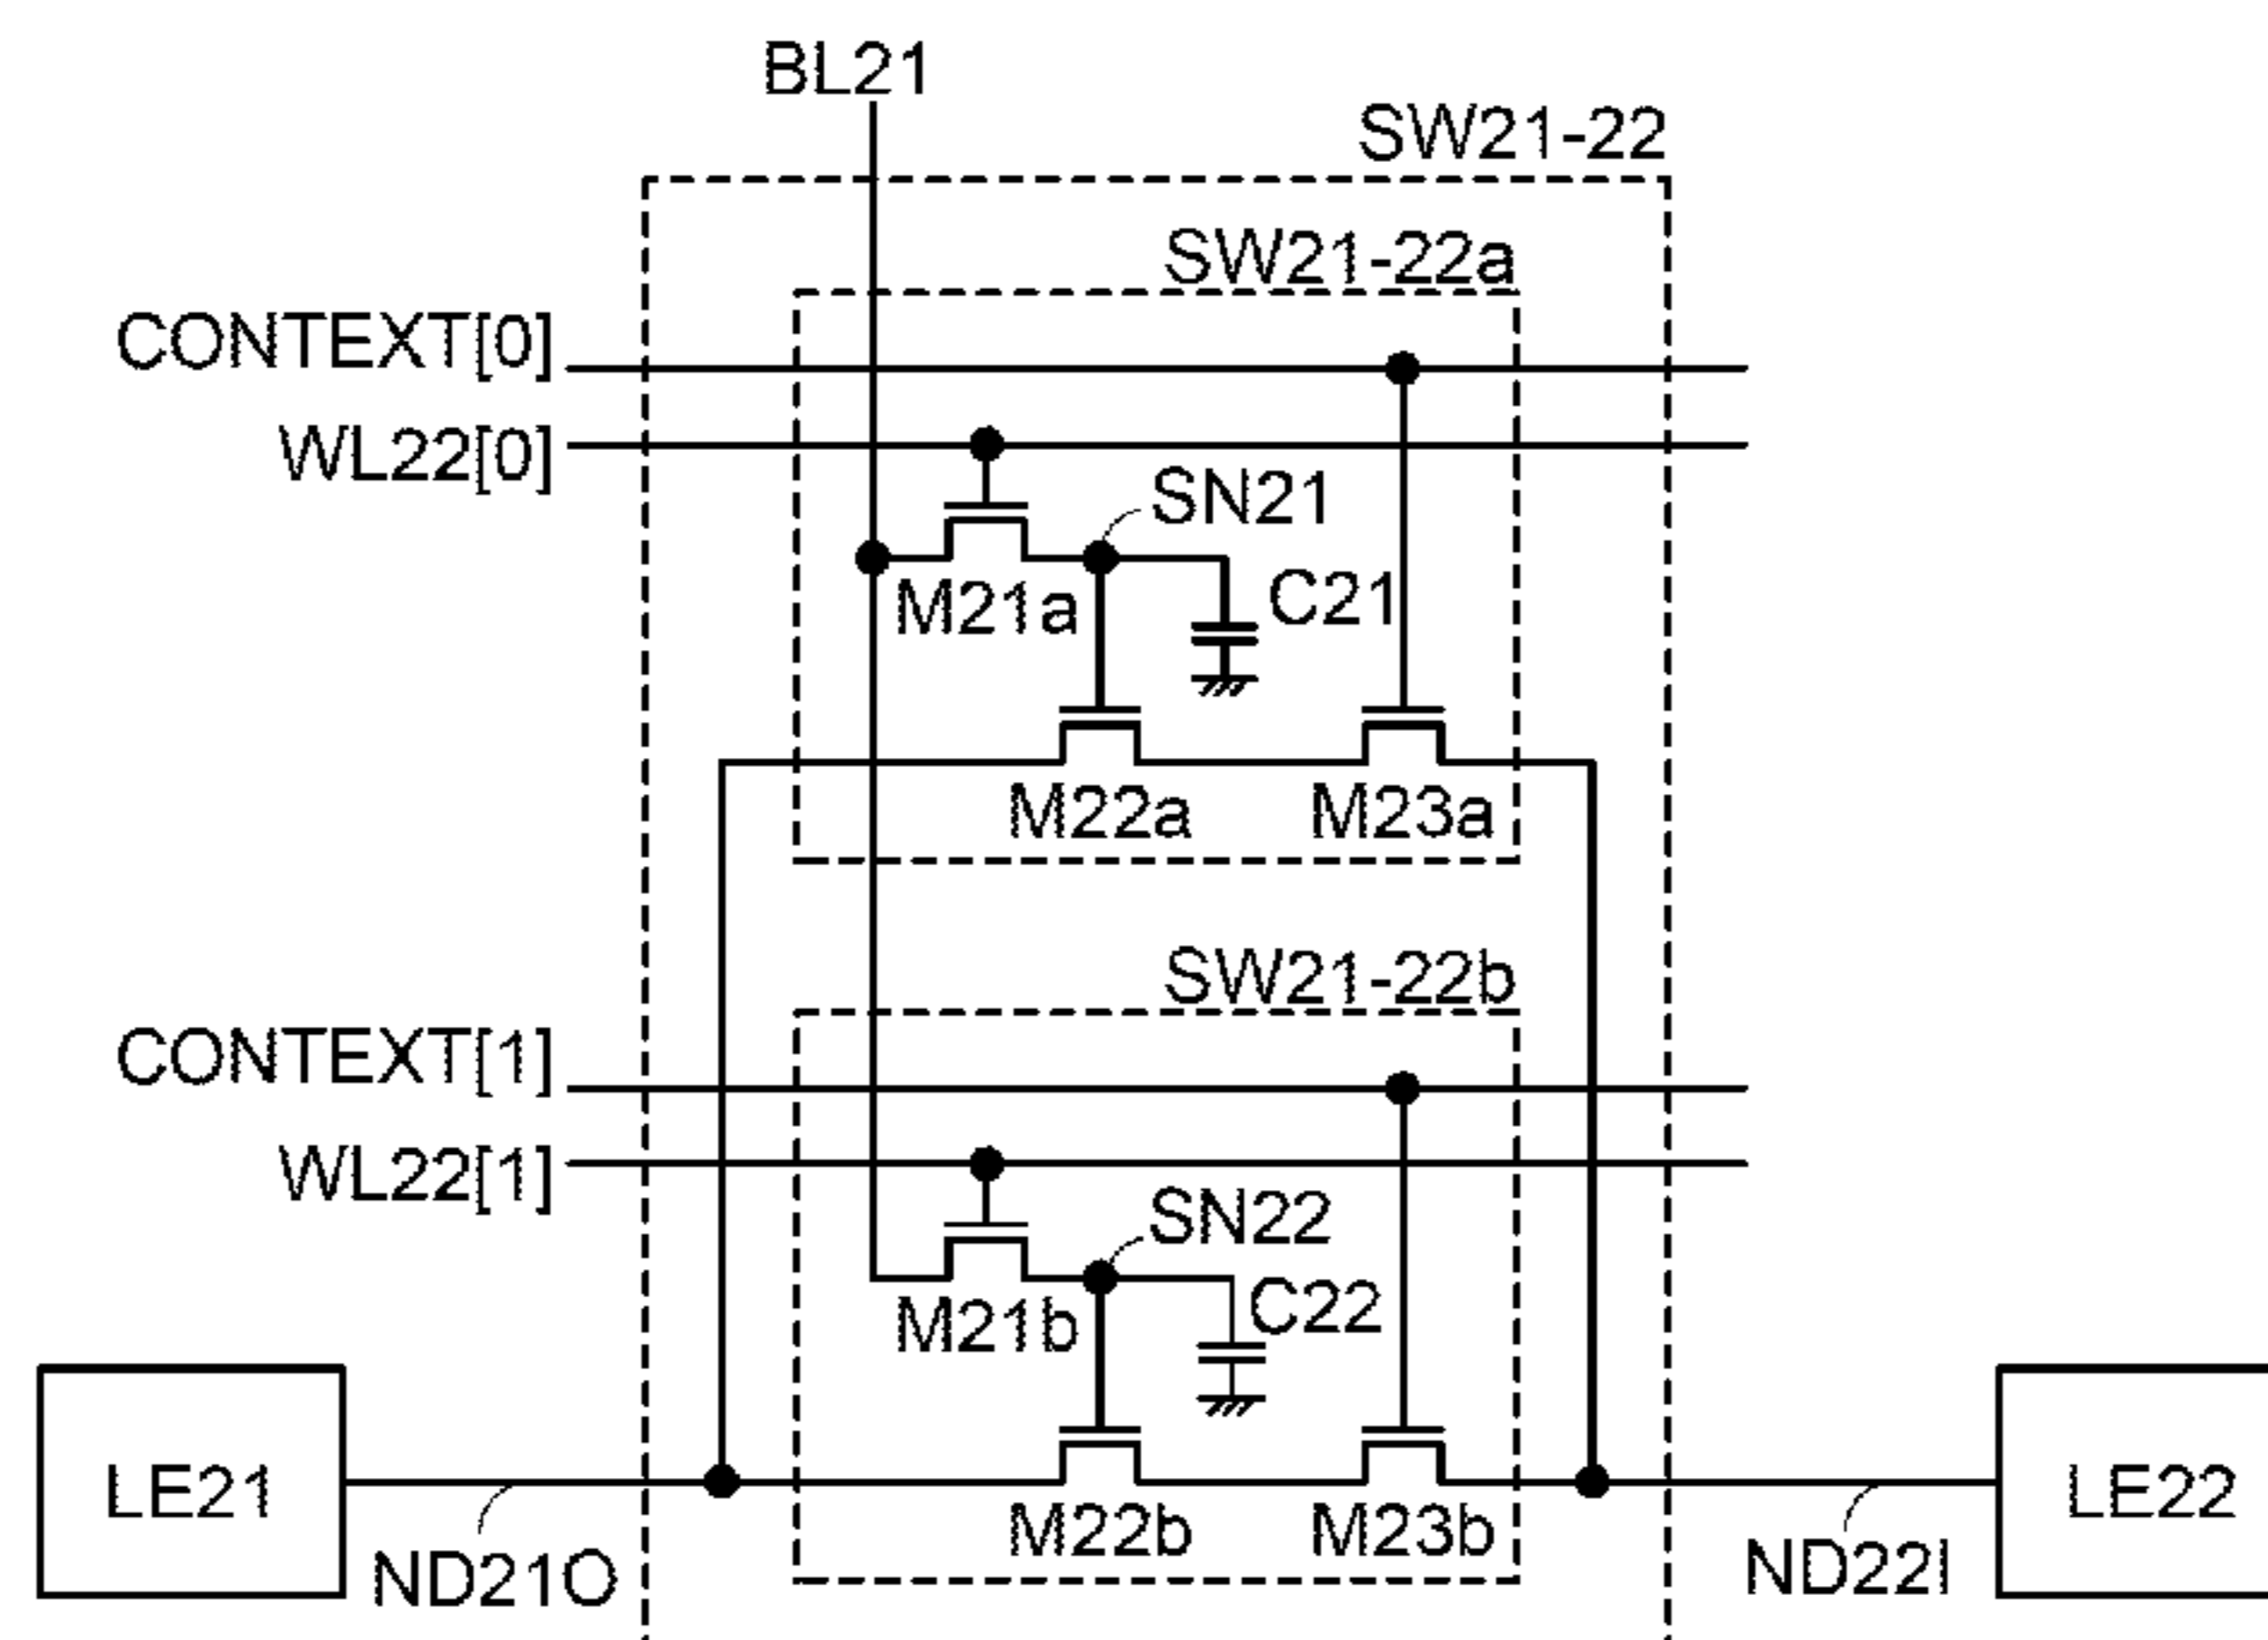 BL21
SW21-22
SW21-22a
CONTEXT[0]
WL22[0]
SN21
M21a
C21
M22a
M23a
SW21-22b
CONTEXT[1]
WL22[1]
SN22
M21b
C22
LE21
M22b
M23b
LE22
ND21O
ND22I